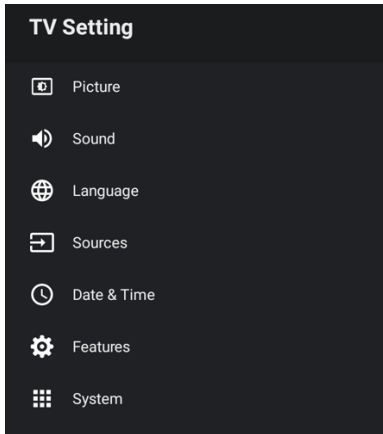 TV Setting
Picture
Sound
Language
Sources
Date & Time
Features
System